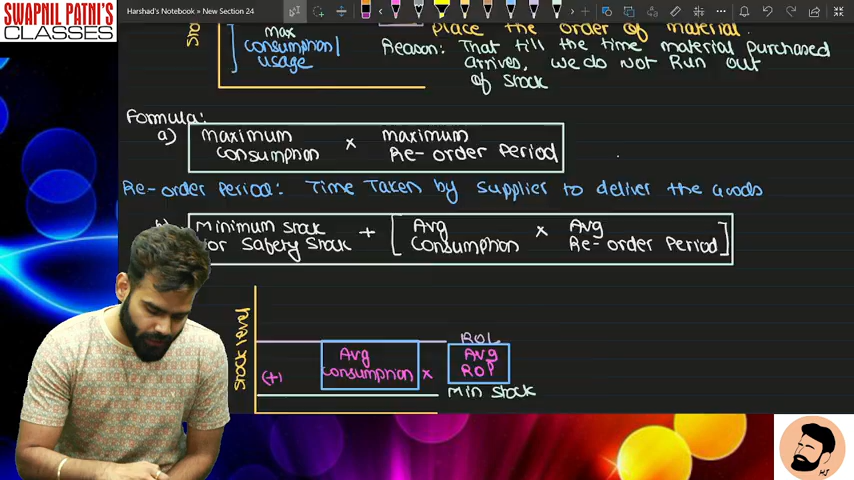 SWAPNIL PATNI'S
CLASSES
Harshad's Notebook » New Section 24
Max
Consumption/
usage
place the order of material.
Reason: That till the time material purchased
arrives, we do not Run out
of Stock
Formula:
a) Maximum Consumption × Maximum Re-order Period
Re-order Period: Time Taken by supplier to deliver the goods
Minimum Stock or Safety Stock + [Avg Consumption × Avg Re-order Period]
Stock level
ROL
(+) Avg Consumption × Avg ROP
Min Stock
HS